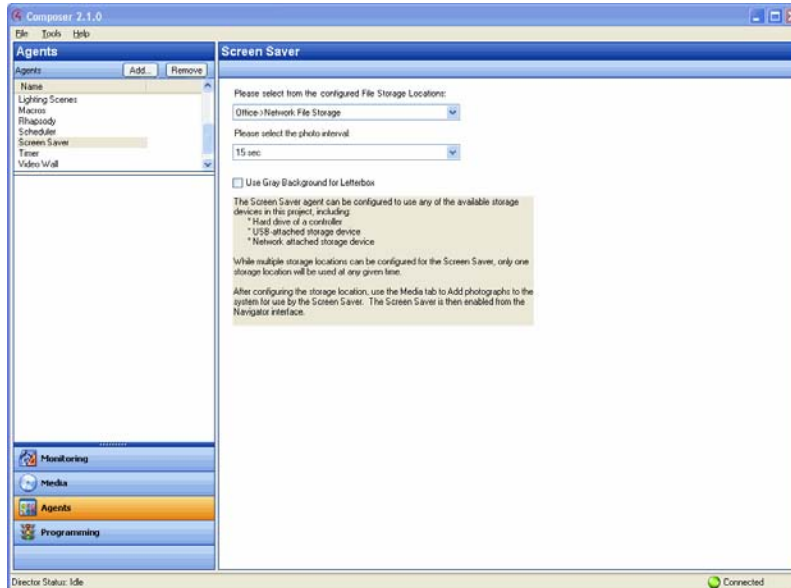 Composer 2.1.0
File Tools Help
Agents
Agents Add... Remove
Name
Lighting Scenes
Macros
Rhapsody
Scheduler
Screen Saver
Timer
Video Wall
Monitoring
Media
Agents
Programming
Screen Saver
Please select from the configured File Storage Locations:
Office->Network File Storage
Please select the photo interval
15 sec
Use Gray Background for Letterbox
The Screen Saver agent can be configured to use any of the available storage
devices in this project, including:
* Hard drive of a controller
* USB-attached storage device
* Network attached storage device
While multiple storage locations can be configured for the Screen Saver, only one
storage location will be used at any given time.
After configuring the storage location, use the Media tab to Add photographs to the
system for use by the Screen Saver. The Screen Saver is then enabled from the
Navigator interface.
Director Status: Idle
Connected